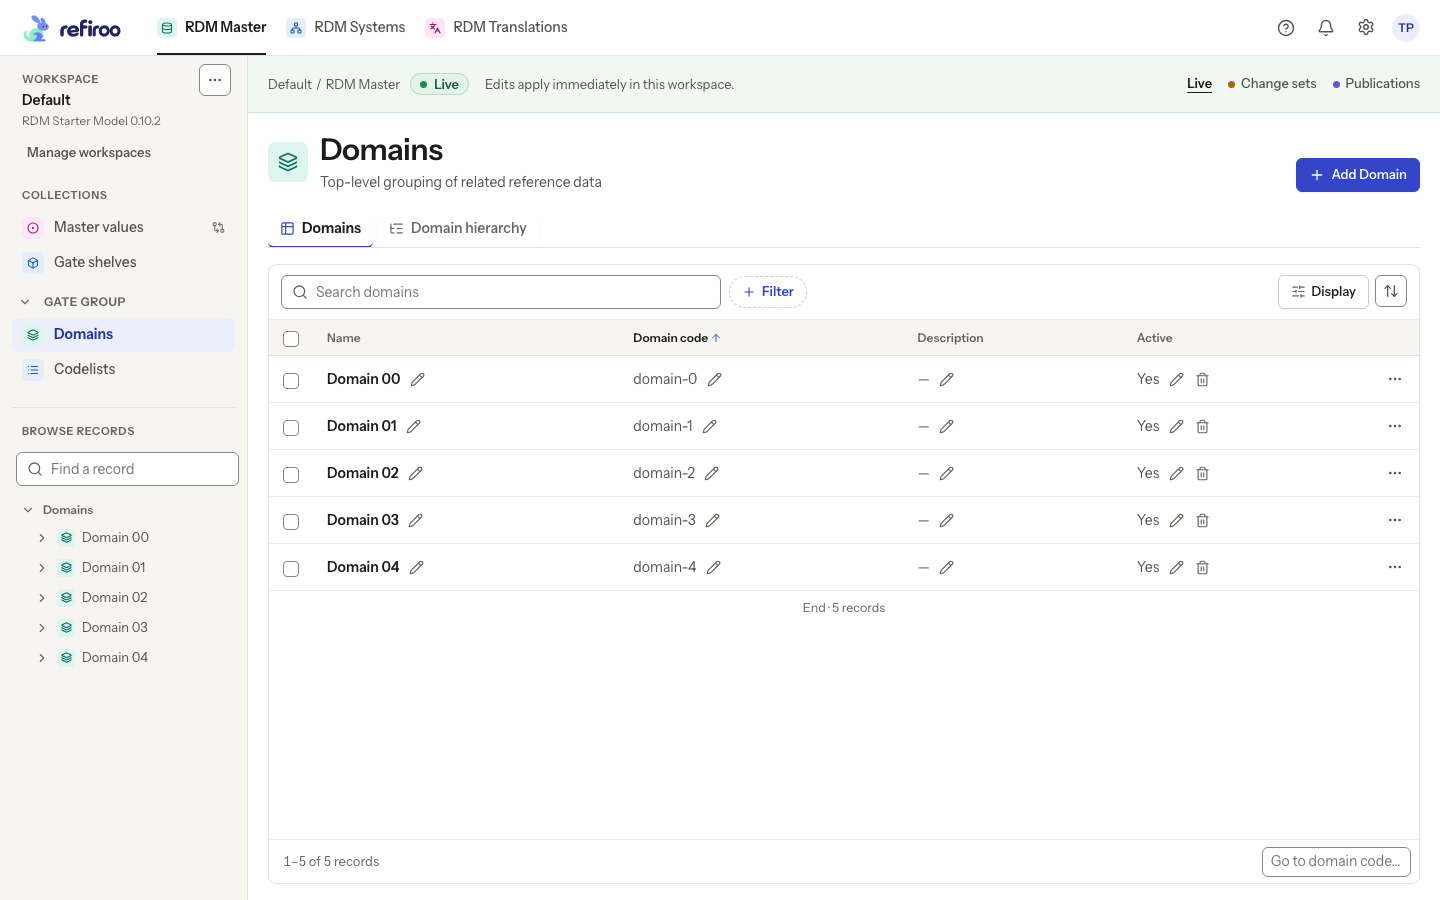 refiroo
RDM Master
RDM Systems
RDM Translations
TP
WORKSPACE
Default
RDM Starter Model 0.10.2
Manage workspaces
COLLECTIONS
Master values
Gate shelves
GATE GROUP
Domains
Codelists
BROWSE RECORDS
Find a record
Domains
Domain 00
Domain 01
Domain 02
Domain 03
Domain 04
Default / RDM Master
Live
Edits apply immediately in this workspace.
Live
Change sets
Publications
Domains
Top-level grouping of related reference data
+ Add Domain
Domains
Domain hierarchy
Search domains
+ Filter
Display
Name Domain code ↑ Description Active
Domain 00 domain-0 — Yes
Domain 01 domain-1 — Yes
Domain 02 domain-2 — Yes
Domain 03 domain-3 — Yes
Domain 04 domain-4 — Yes
End · 5 records
1–5 of 5 records
Go to domain code...